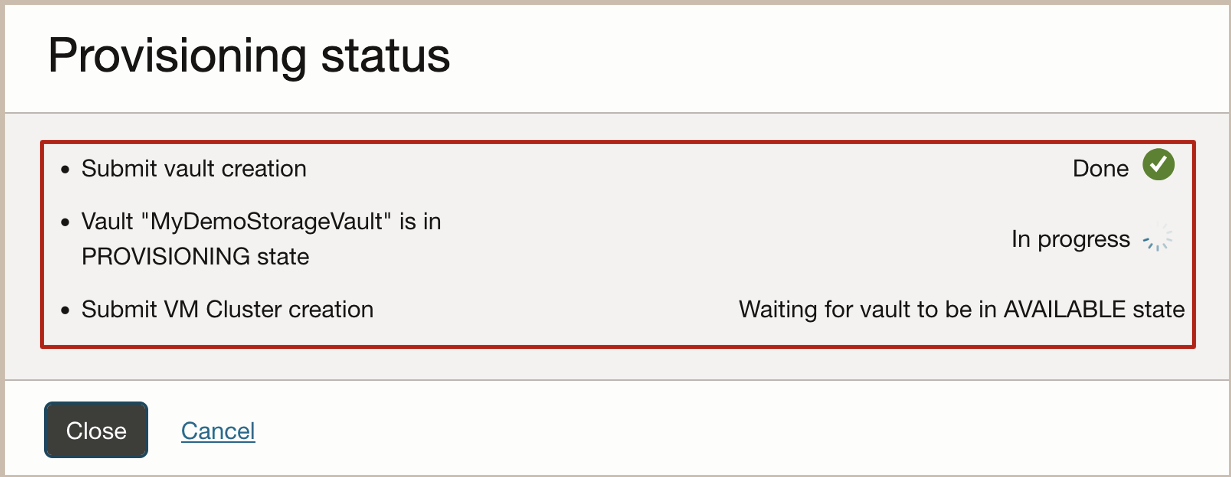 Provisioning status
• Submit vault creation Done
• Vault "MyDemoStorageVault" is in
PROVISIONING state In progress
• Submit VM Cluster creation Waiting for vault to be in AVAILABLE state
Close Cancel